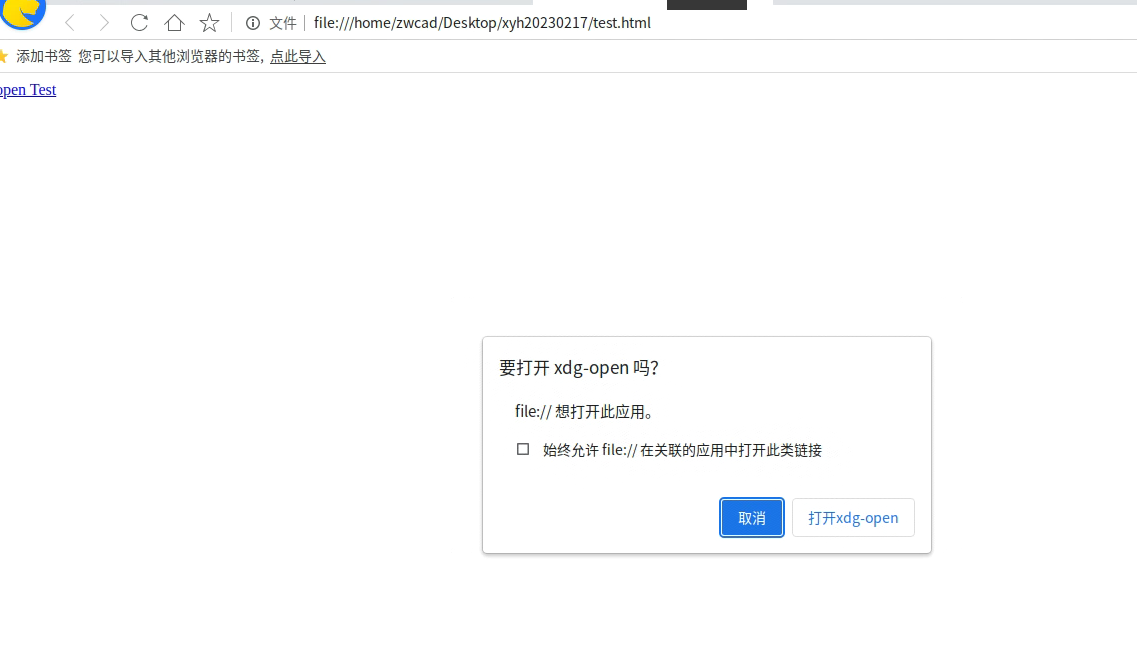 文件 file:///home/zwcad/Desktop/xyh20230217/test.html
添加书签 您可以导入其他浏览器的书签, 点此导入
open Test
要打开 xdg-open 吗?
file:// 想打开此应用。
始终允许 file:// 在关联的应用中打开此类链接
取消 打开xdg-open